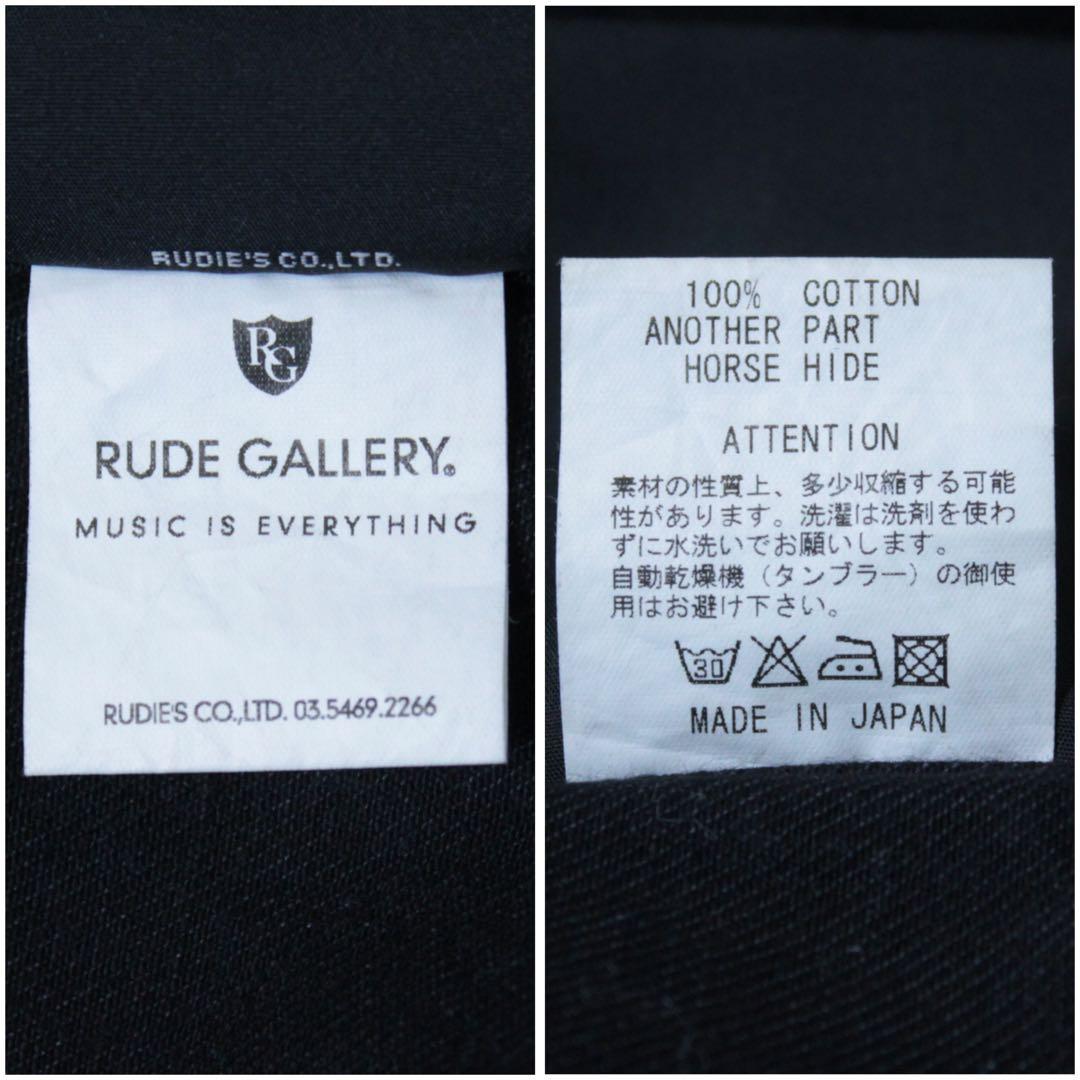 RUDIE'S CO.,LTD.
RG
RUDE GALLERY®
MUSIC IS EVERYTHING
RUDIE'S CO.,LTD. 03.5469.2266
100% COTTON
ANOTHER PART
HORSE HIDE
ATTENTION
素材の性質上、多少収縮する可能
性があります。洗濯は洗剤を使わ
ずに水洗いでお願いします。
自動乾燥機（タンブラー）の御使
用はお避け下さい。
30
MADE IN JAPAN